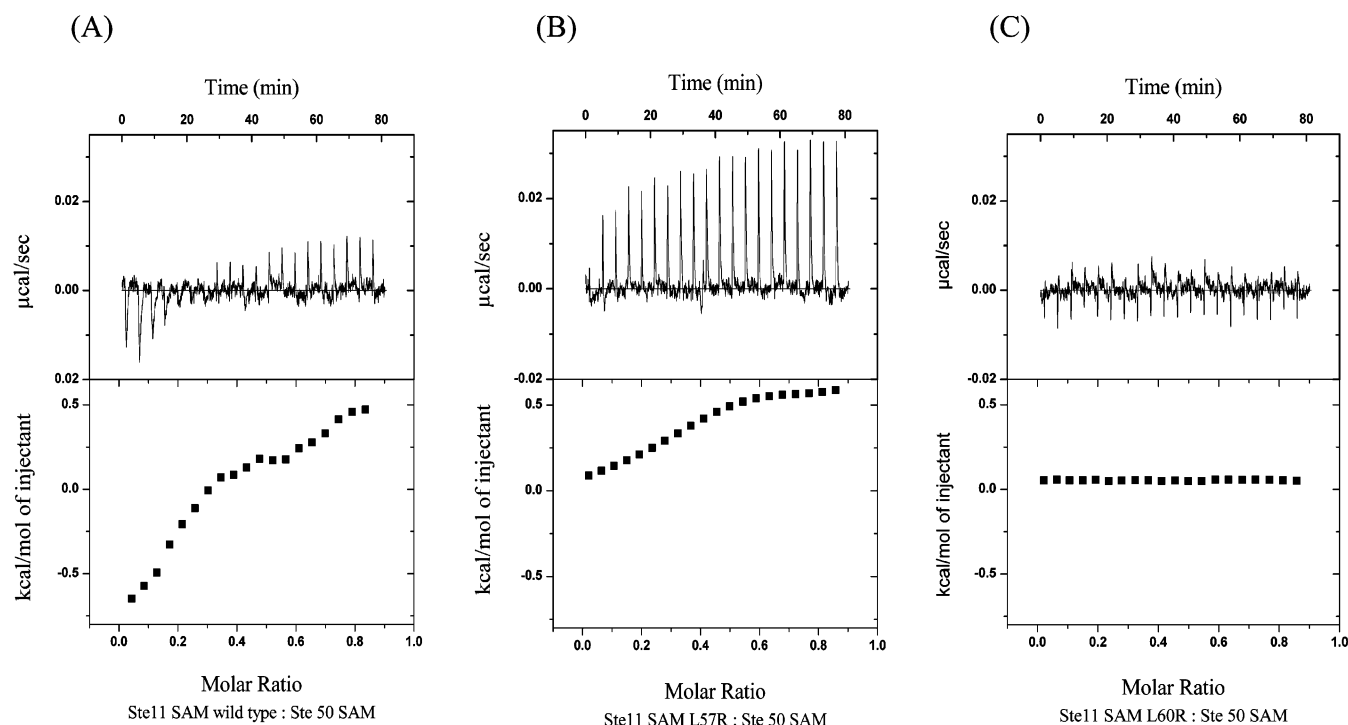 (A)
Time (min)
0 20 40 60 80
0.02
0.00
0.02
µcal/sec
0.5
0.0
-0.5
kcal/mol of injectant
0.0 0.2 0.4 0.6 0.8 1.0
Molar Ratio
Ste11 SAM wild type : Ste 50 SAM
(B)
Time (min)
0 20 40 60 80 100
0.02
0.00
-0.02
µcal/sec
0.5
0.0
-0.5
kcal/mol of injectant
0.0 0.2 0.4 0.6 0.8 1.0
Molar Ratio
Ste11 SAM L57R : Ste 50 SAM
(C)
Time (min)
0 20 40 60 80
0.02
0.00
-0.02
µcal/sec
0.5
0.0
-0.5
kcal/mol of injectant
0.0 0.2 0.4 0.6 0.8 1.0
Molar Ratio
Ste11 SAM L60R : Ste 50 SAM